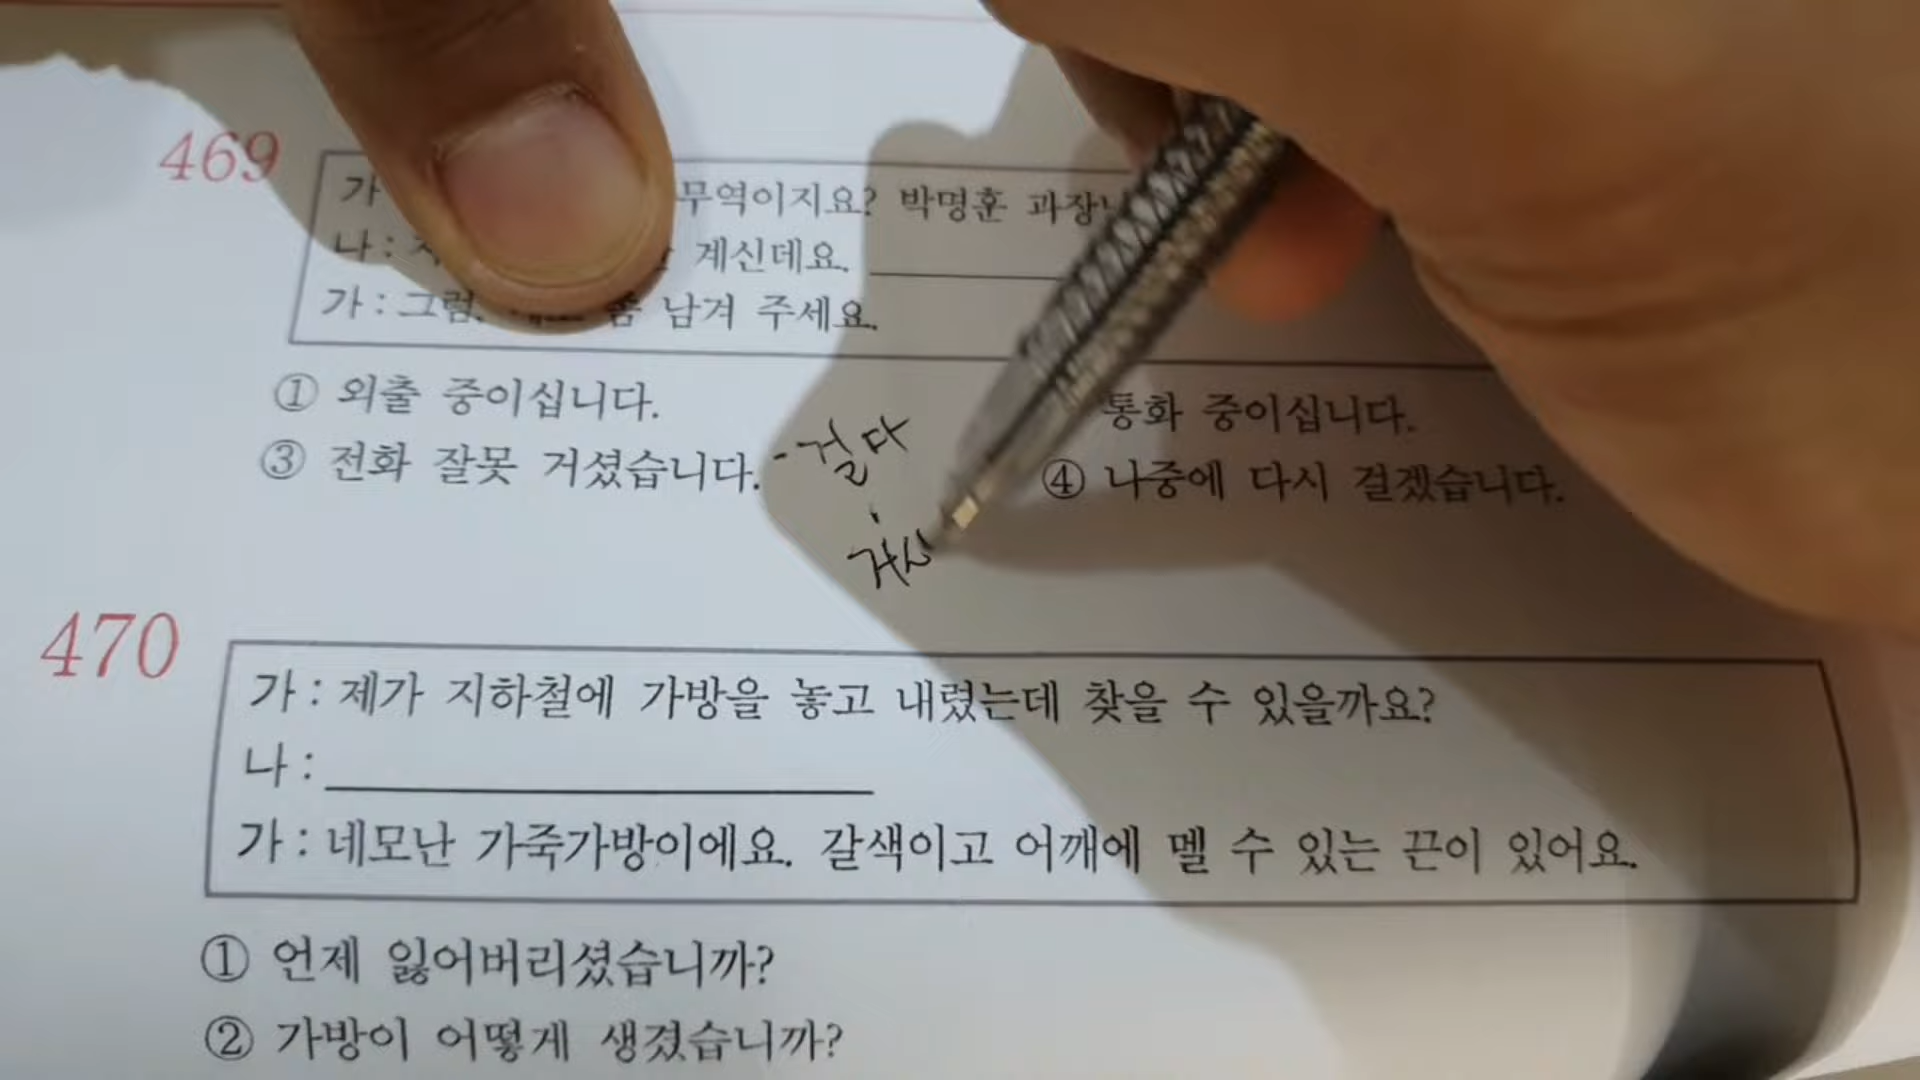 469
가 무역이지요? 박명훈 과장
나 : 계신데요.
가 : 그럼, 좀 남겨 주세요.
① 외출 중이십니다.
통화 중이십니다.
③ 전화 잘못 거셨습니다. - 걸다
④ 나중에 다시 걸겠습니다.
470
가 : 제가 지하철에 가방을 놓고 내렸는데 찾을 수 있을까요?
나 :
가 : 네모난 가죽가방이에요. 갈색이고 어깨에 멜 수 있는 끈이 있어요.
① 언제 잃어버리셨습니까?
② 가방이 어떻게 생겼습니까?